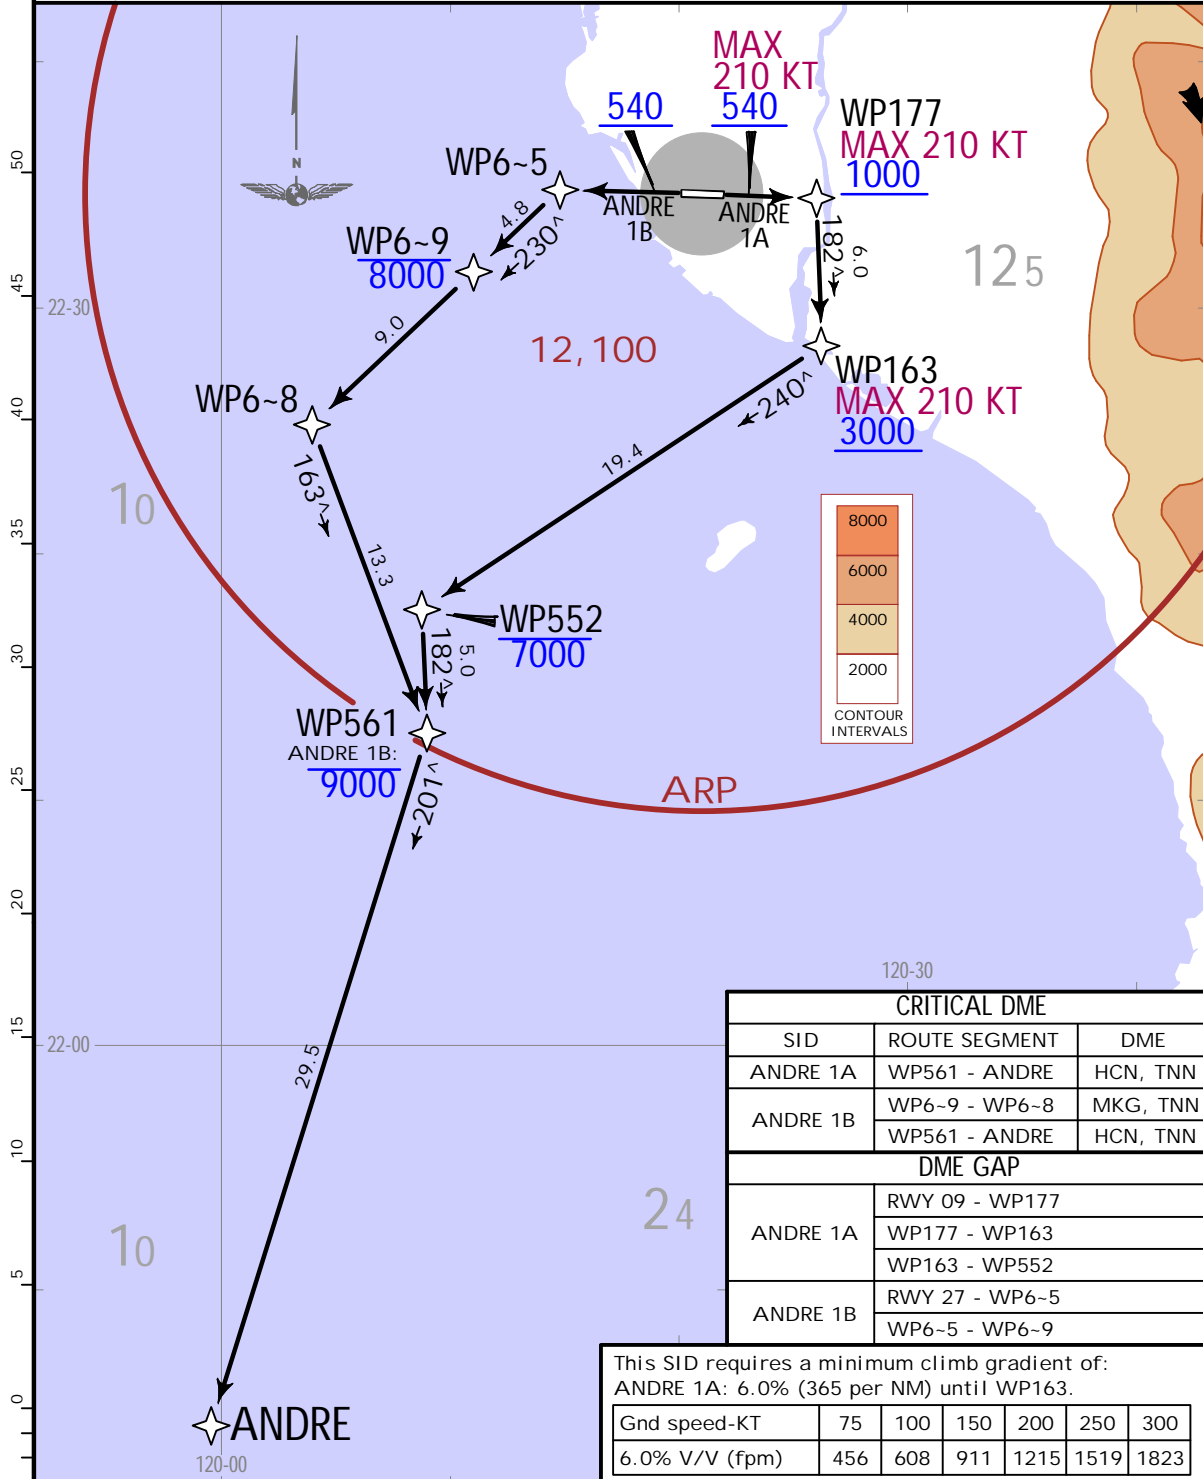 MAX
210 KT
540
540
WP177
MAX 210 KT
1000
WP6~5
50
N
ANDRE
1B
ANDRE
1A
4.8
230^
WP6~9
8000
182^
6.0
125
45
22-30
9.0
12,100
WP163
MAX 210 KT
3000
240^
WP6~8
40
19.4
163^
10
8000
6000
4000
2000
CONTOUR
INTERVALS
35
13.3
WP552
7000
182^
5.0
30
WP561
ANDRE 1B:
9000
201^
ARP
25
20
120-30
15
22-00
29.5
CRITICAL DME
SID ROUTE SEGMENT DME
ANDRE 1A WP561 - ANDRE HCN, TNN
ANDRE 1B WP6~9 - WP6~8 MKG, TNN
WP561 - ANDRE HCN, TNN
DME GAP
ANDRE 1A RWY 09 - WP177
WP177 - WP163
WP163 - WP552
ANDRE 1B RWY 27 - WP6~5
WP6~5 - WP6~9
10
24
10
5
0
This SID requires a minimum climb gradient of:
ANDRE 1A: 6.0% (365 per NM) until WP163.
Gnd speed-KT 75 100 150 200 250 300
6.0% V/V (fpm) 456 608 911 1215 1519 1823
ANDRE
120-00